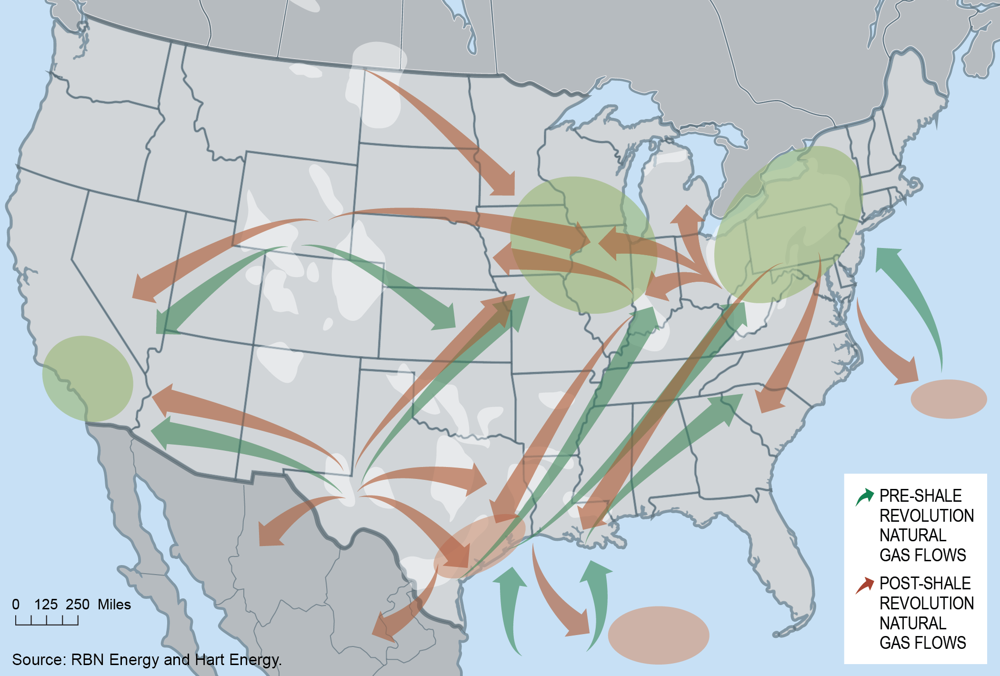 PRE-SHALE
REVOLUTION
NATURAL
GAS FLOWS
POST-SHALE
REVOLUTION
NATURAL
GAS FLOWS
0 125 250 Miles
Source: RBN Energy and Hart Energy.